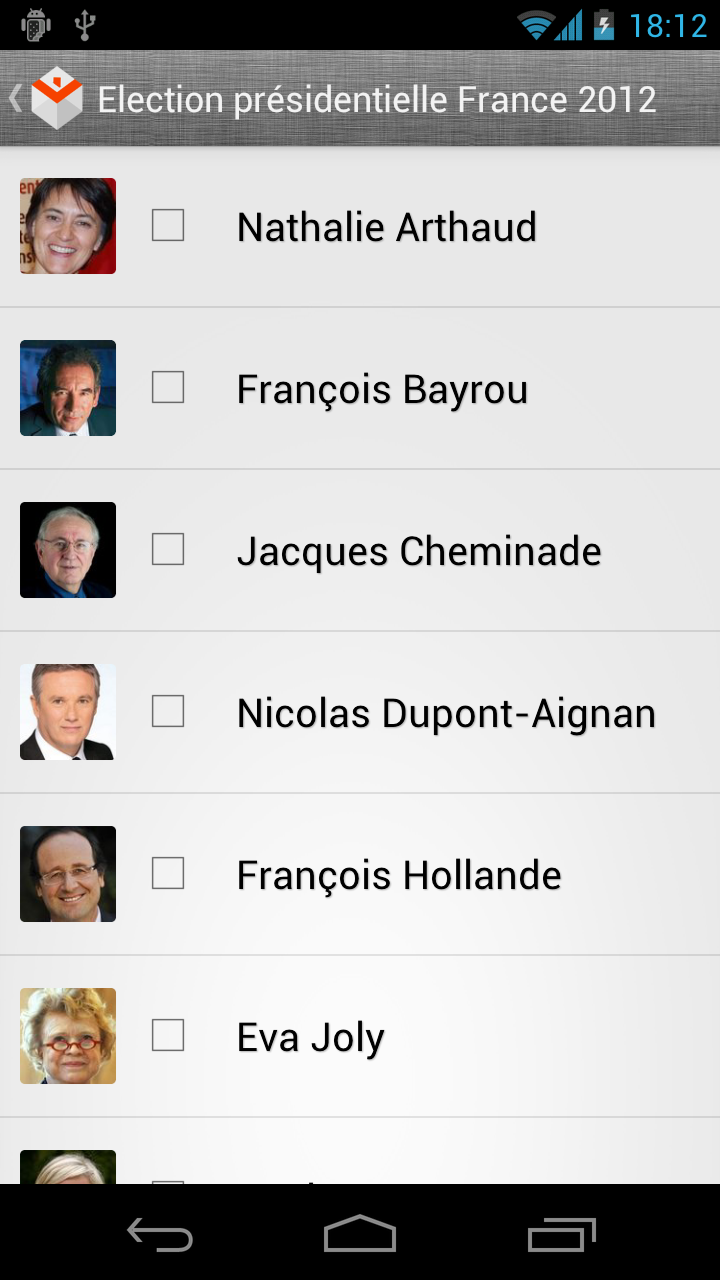 18:12
Election présidentielle France 2012
Nathalie Arthaud
François Bayrou
Jacques Cheminade
Nicolas Dupont-Aignan
François Hollande
Eva Joly